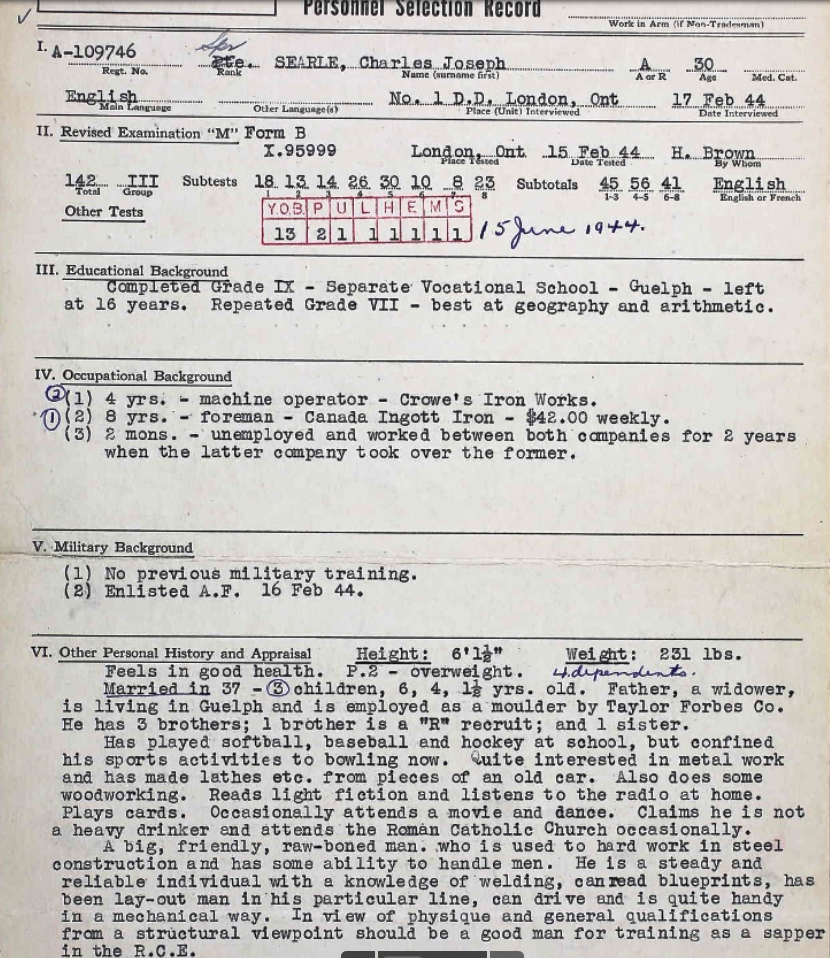 Personnel Selection Record
Work in Arm (if Non-Tradesman)
I. A-109746 Spr Pte. SEARLE, Charles Joseph A 30
Regt. No. Rank Name (surname first) A or R Age Med. Cat.
English No. 1 D.D. London, Ont 17 Feb 44
Main Language Other Language(s) Place (Unit) Interviewed Date Interviewed
II. Revised Examination "M" Form B
X.95999 London, Ont 15 Feb 44 H. Brown
Place Tested Date Tested By Whom
142 III Subtests 18 13 14 26 30 10 8 23 Subtotals 45 56 41 English
Total Group 1 2 3 4 5 6 7 8 1-3 4-5 6-8 English or French
Other Tests Y.O.B P U L H E M S
13 2 1 1 1 1 1 1 15 June 1944.
III. Educational Background
Completed Grade IX - Separate Vocational School - Guelph - left
at 16 years. Repeated Grade VII - best at geography and arithmetic.
IV. Occupational Background
② (1) 4 yrs. - machine operator - Crowe's Iron Works.
① (2) 8 yrs. - foreman - Canada Ingott Iron - $42.00 weekly.
(3) 2 mons. - unemployed and worked between both companies for 2 years
when the latter company took over the former.
V. Military Background
(1) No previous military training.
(2) Enlisted A.F. 16 Feb 44.
VI. Other Personal History and Appraisal Height: 6'1½" Weight: 231 lbs.
Feels in good health. P.2 - overweight. 4 dependents.
Married in 37 - 3 children, 6, 4, 1½ yrs. old. Father, a widower,
is living in Guelph and is employed as a moulder by Taylor Forbes Co.
He has 3 brothers; 1 brother is a "R" recruit; and 1 sister.
Has played softball, baseball and hockey at school, but confined
his sports activities to bowling now. Quite interested in metal work
and has made lathes etc. from pieces of an old car. Also does some
woodworking. Reads light fiction and listens to the radio at home.
Plays cards. Occasionally attends a movie and dance. Claims he is not
a heavy drinker and attends the Roman Catholic Church occasionally.
A big, friendly, raw-boned man. who is used to hard work in steel
construction and has some ability to handle men. He is a steady and
reliable individual with a knowledge of welding, can read blueprints, has
been lay-out man in his particular line, can drive and is quite handy
in a mechanical way. In view of physique and general qualifications
from a structural viewpoint should be a good man for training as a sapper
in the R.C.E.